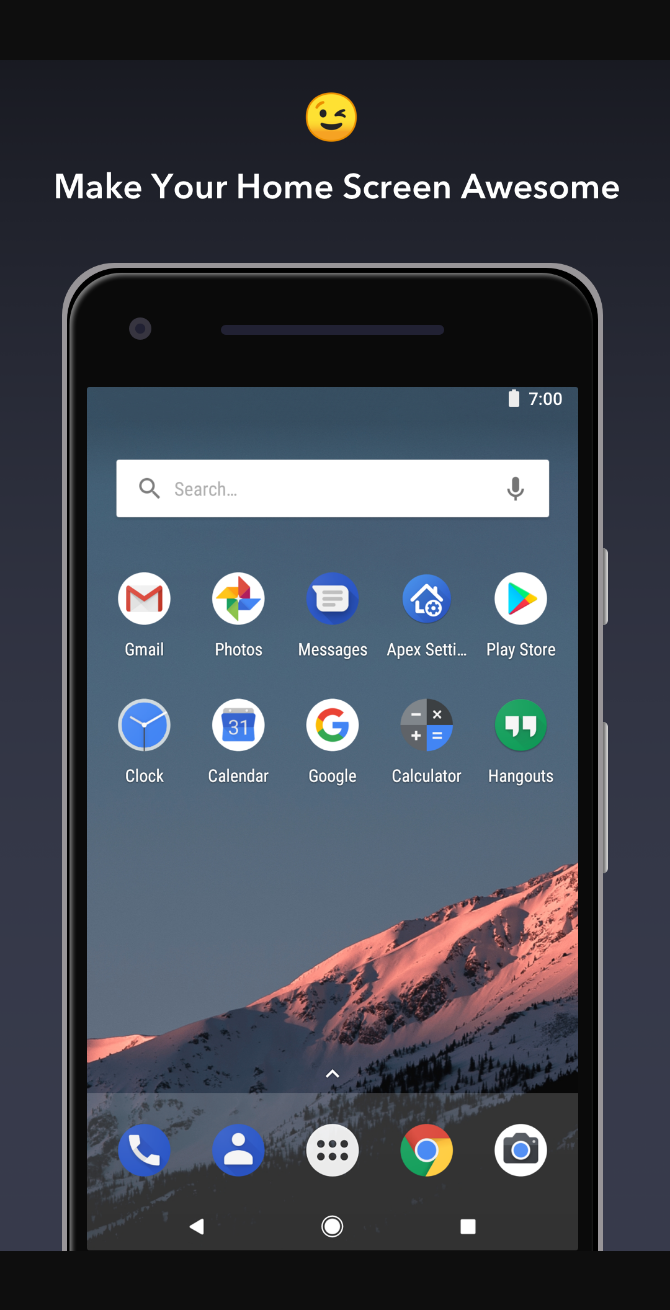 Make Your Home Screen Awesome
7:00
Search...
Gmail Photos Messages Apex Setti... Play Store
31
Clock Calendar Google Calculator Hangouts